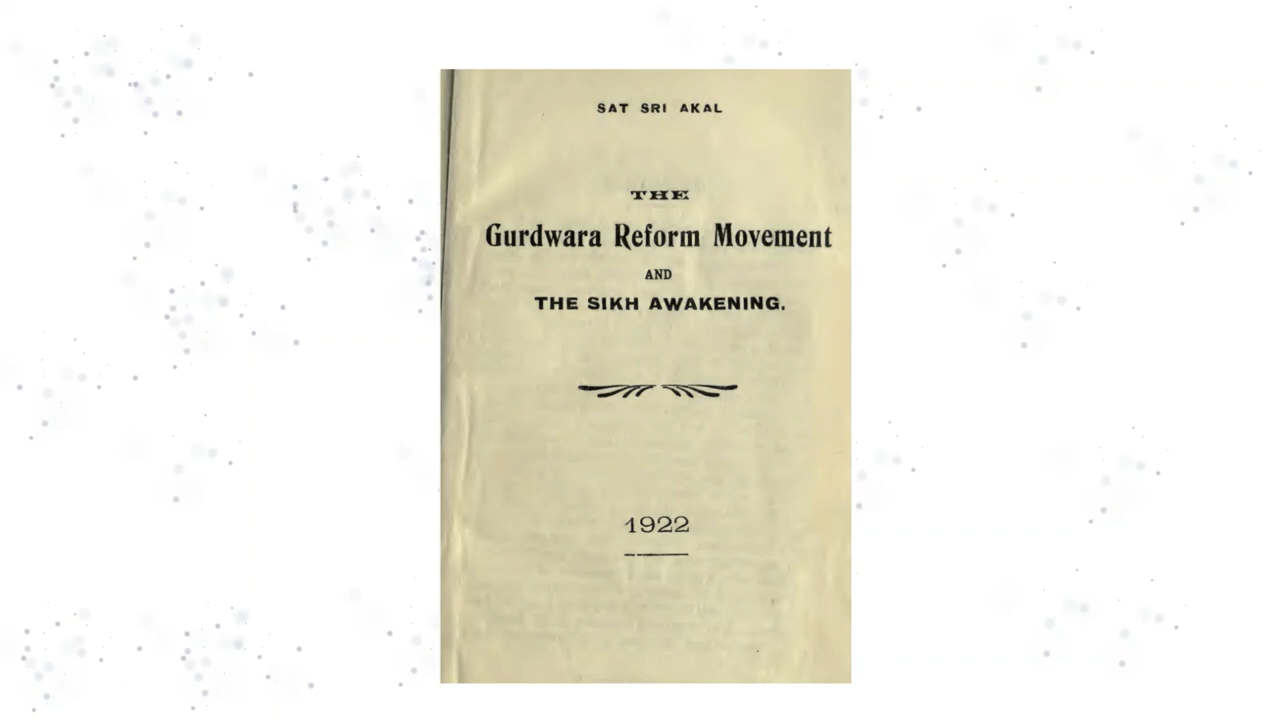 SAT SRI AKAL
THE
Gurdwara Reform Movement
AND
THE SIKH AWAKENING.
1922